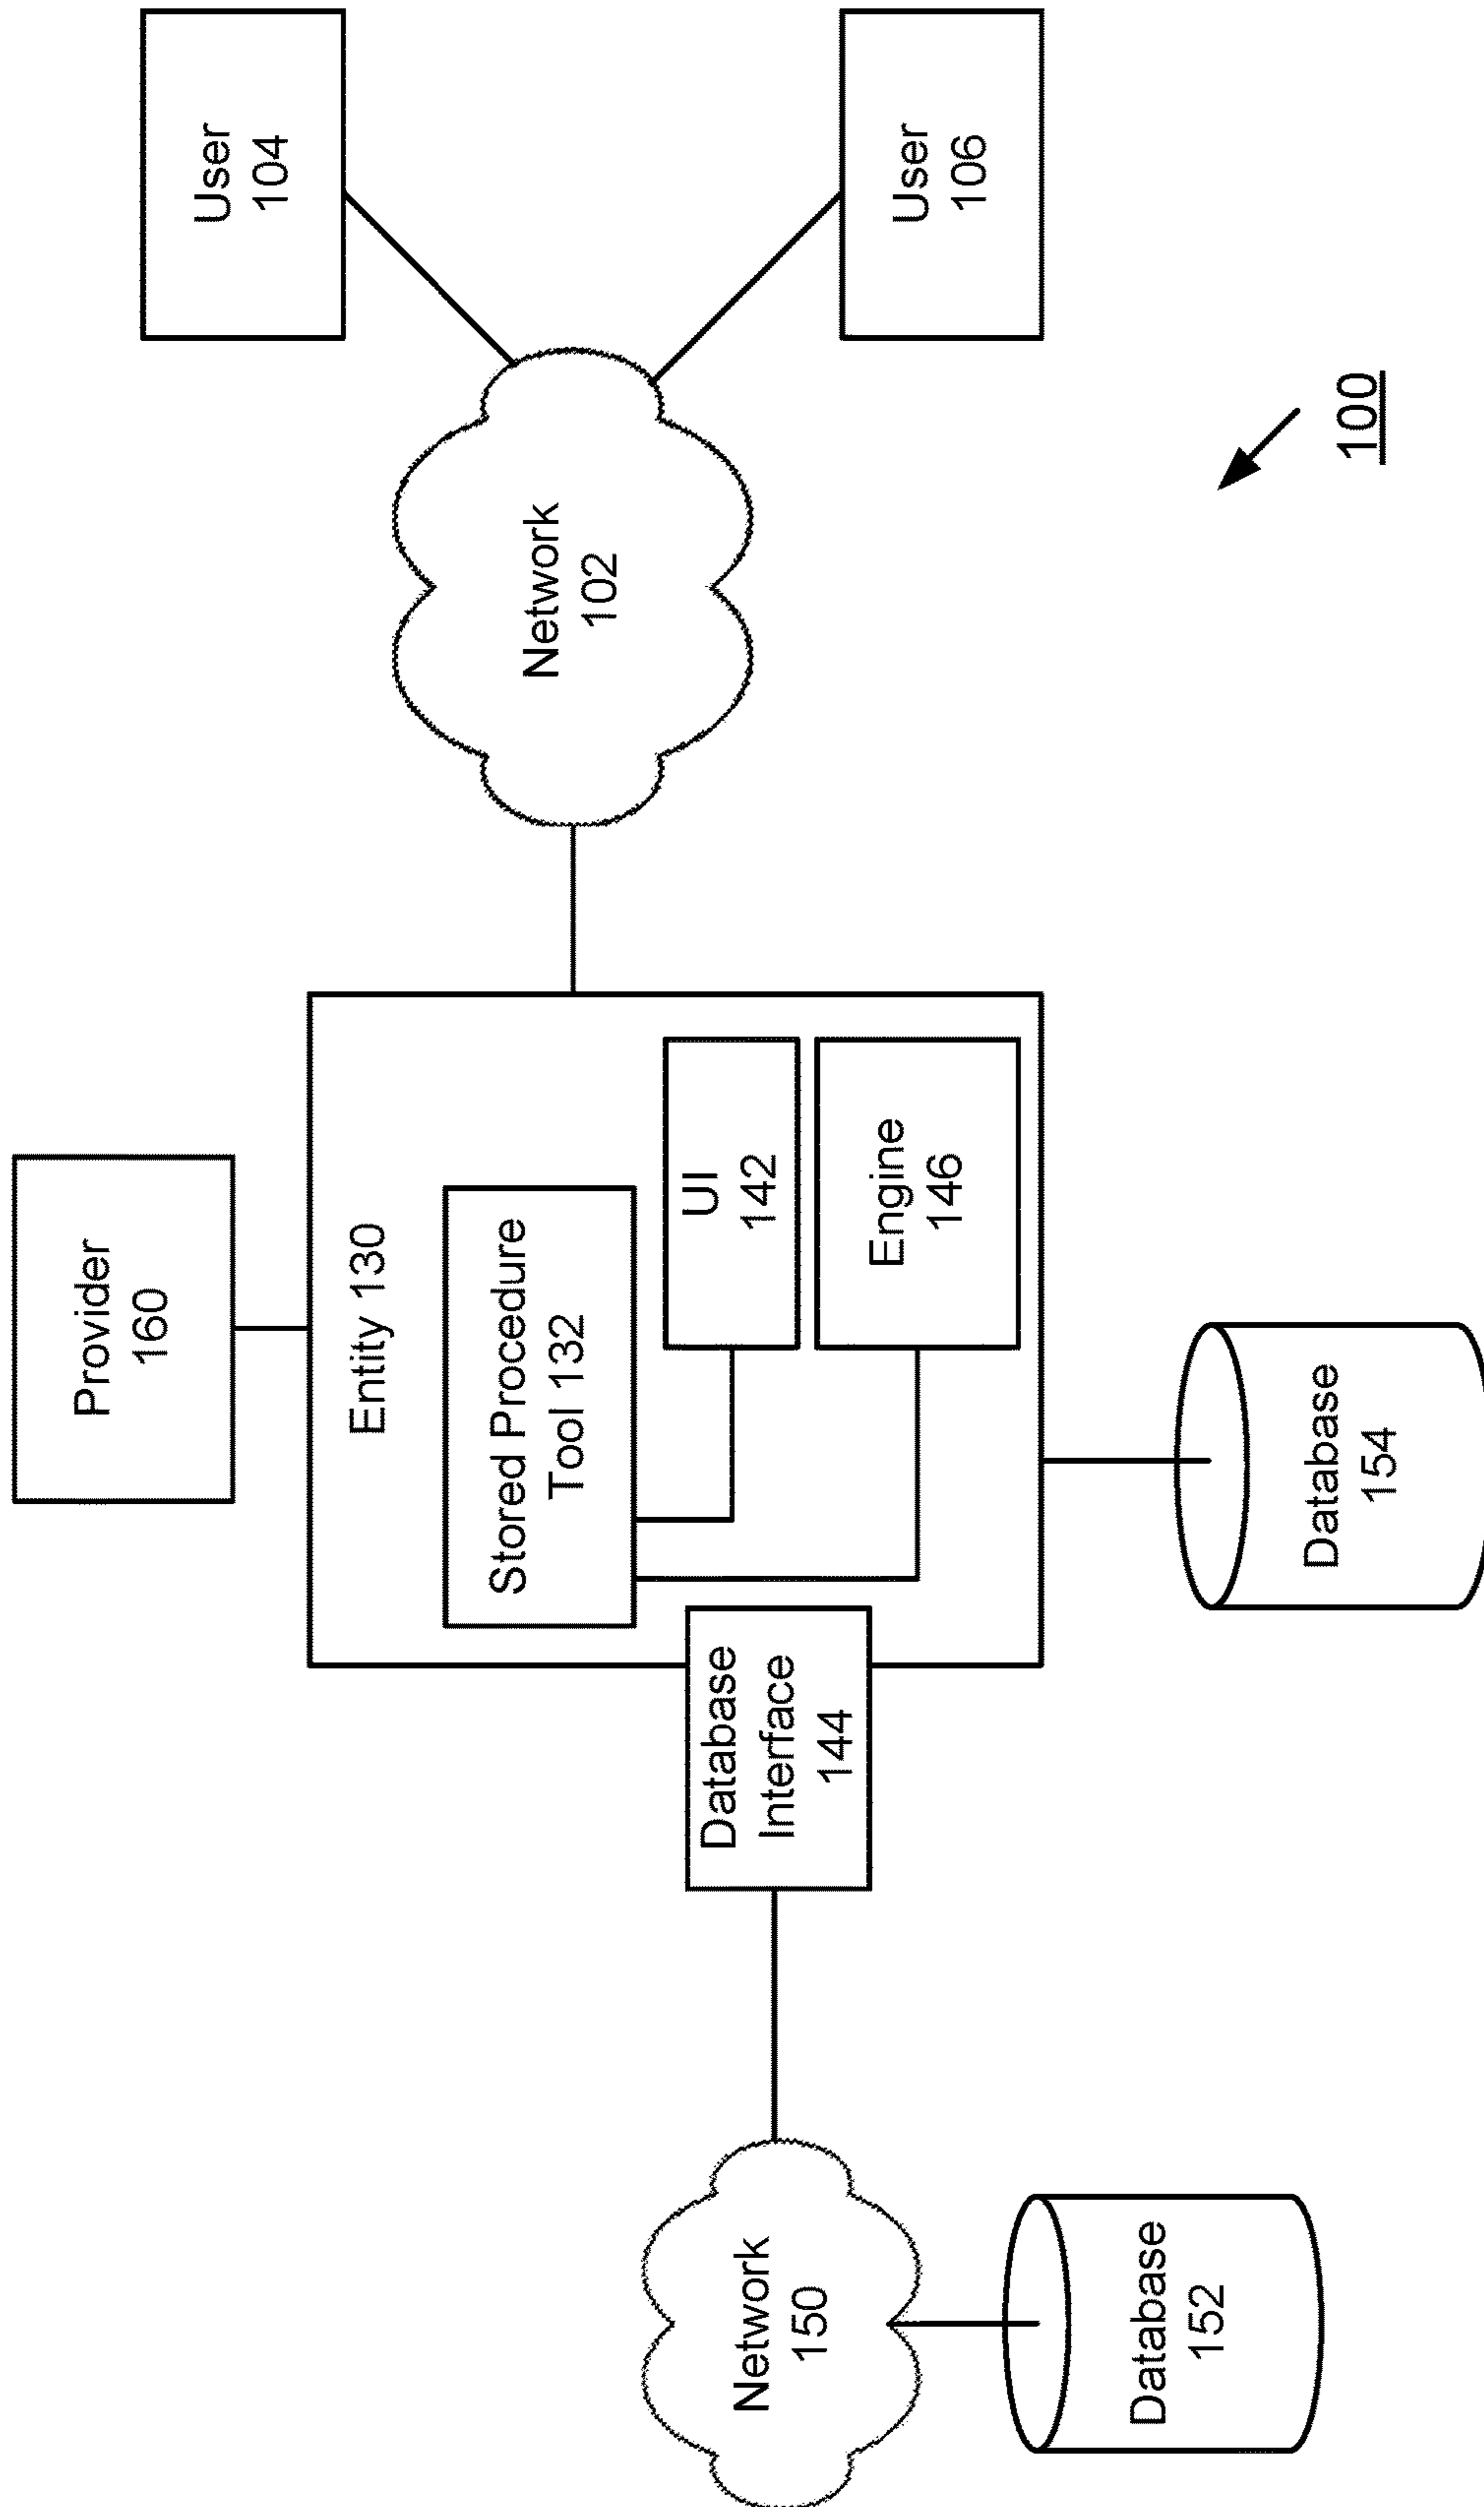 Provider
160
Entity 130
Stored Procedure
Tool 132
UI
142
Engine
146
Database
Interface
144
Network
150
Database
152
Database
154
Network
102
User
104
User
106
100